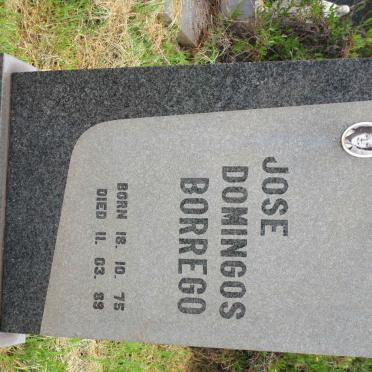 JOSE
DOMINGOS
BORREGO
BORN 18. 10. 75
DIED 11. 03. 89